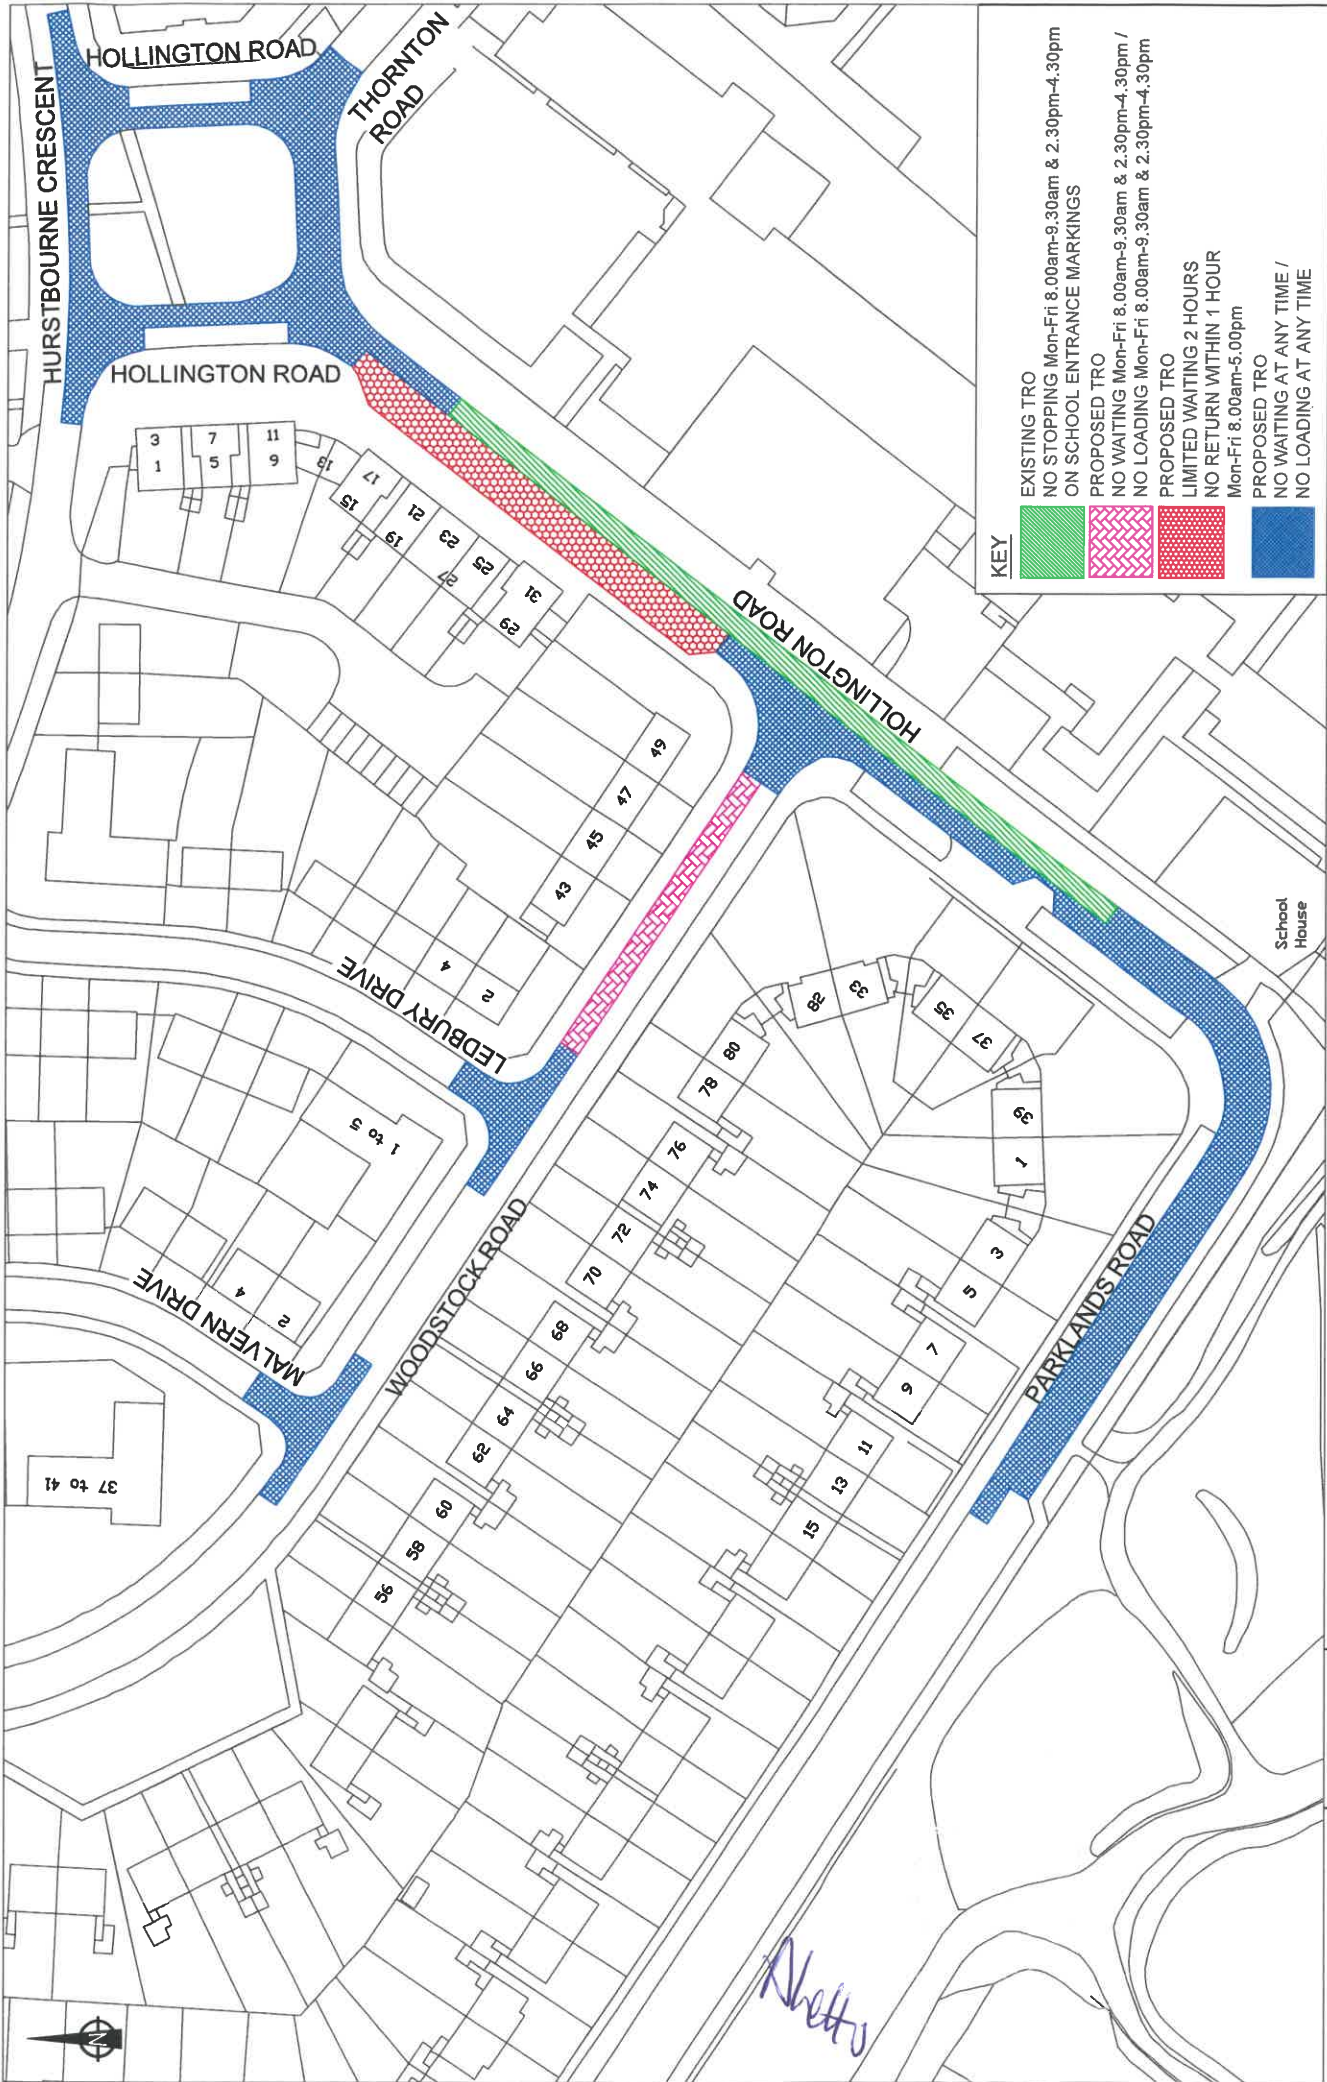 HURSTBOURNE CRESCENT
HOLLINGTON ROAD
THORNTON
ROAD
HOLLINGTON ROAD
3
1
7
5
11
9
13
17
15
21
19
23
27
25
31
29
HOLLINGTON ROAD
49
47
45
43
4
2
LEDBURY DRIVE
1 to 5
4
2
MALVERN DRIVE
37 to 41
WOODSTOCK ROAD
82
33
35
37
39
1
3
5
7
9
11
13
15
80
78
76
74
72
70
68
66
64
62
60
58
56
PARKLANDS ROAD
School
House
N
KEY
EXISTING TRO
NO STOPPING Mon-Fri 8.00am-9.30am & 2.30pm-4.30pm
ON SCHOOL ENTRANCE MARKINGS
PROPOSED TRO
NO WAITING Mon-Fri 8.00am-9.30am & 2.30pm-4.30pm /
NO LOADING Mon-Fri 8.00am-9.30am & 2.30pm-4.30pm
PROPOSED TRO
LIMITED WAITING 2 HOURS
NO RETURN WITHIN 1 HOUR
Mon-Fri 8.00am-5.00pm
PROPOSED TRO
NO WAITING AT ANY TIME /
NO LOADING AT ANY TIME